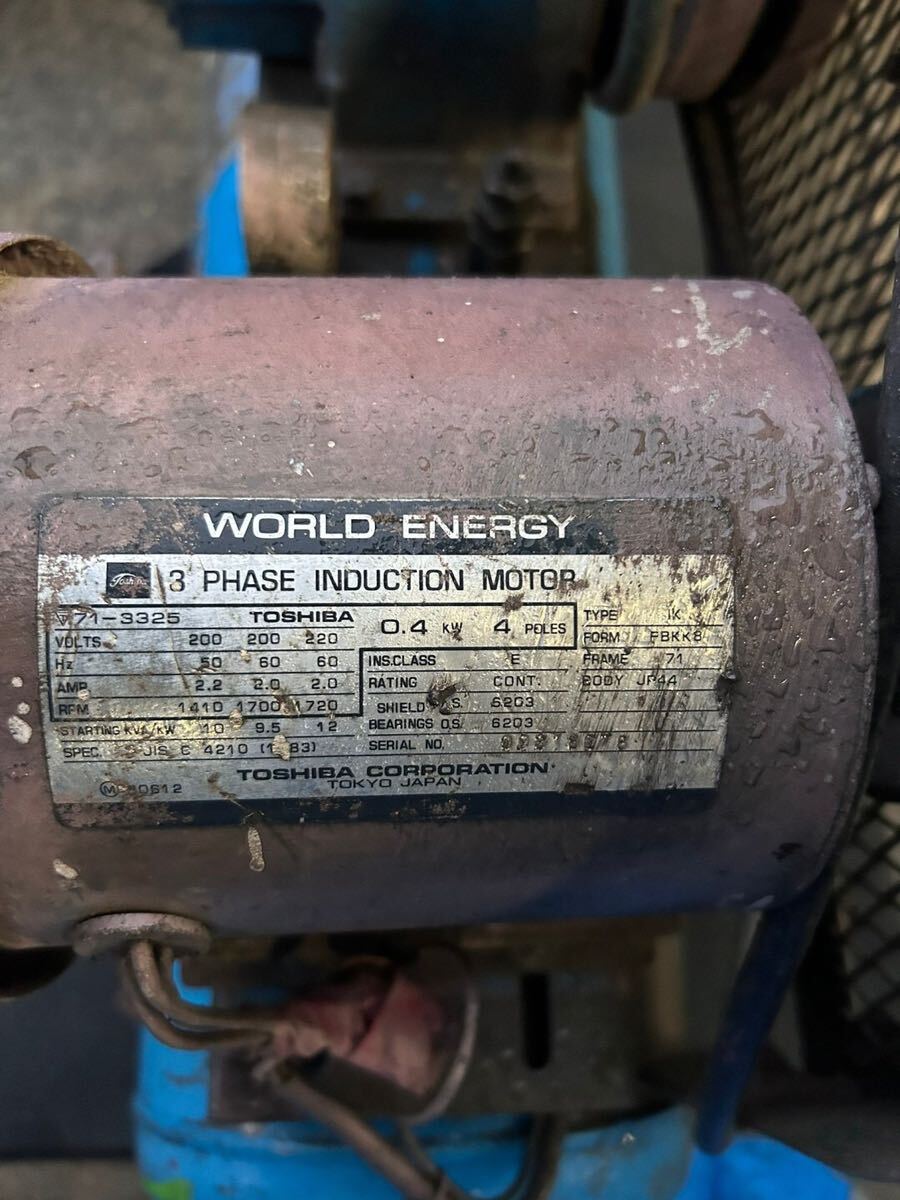 WORLD ENERGY
Toshiba 3 PHASE INDUCTION MOTOR
▽71-3325 TOSHIBA 0.4 KW 4 POLES TYPE IK
VOLTS 200 200 220 FORM FBKK8
Hz 50 60 60 INS.CLASS E FRAME 71
AMP 2.2 2.0 2.0 RATING CONT. BODY JP44
RPM 1410 1700 1720 SHIELD S. 6203
STARTING KVA/KW 10 9.5 12 BEARINGS O.S. 6203
SPEC. JIS C 4210 SERIAL NO.
TOSHIBA CORPORATION
TOKYO JAPAN
0612